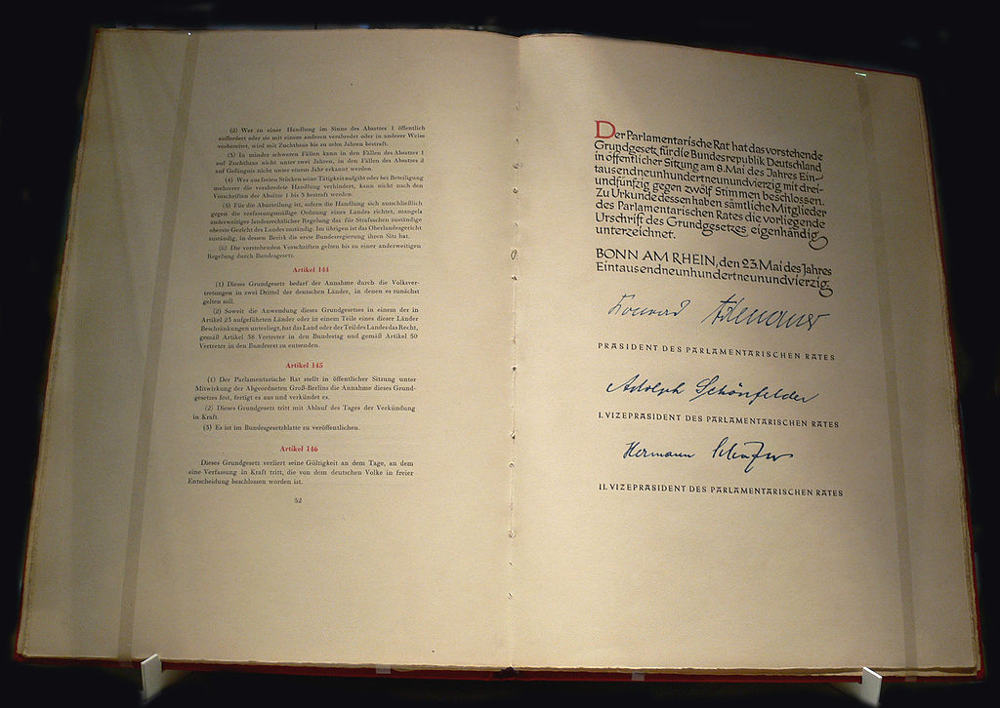 (2) Wer zu einer Handlung im Sinne des Absatzes 1 öffentlich
auffordert oder sie mit einem anderen verabredet oder in anderer Weise
vorbereitet, wird mit Zuchthaus bis zu zehn Jahren bestraft.
(3) In minder schweren Fällen kann in den Fällen des Absatzes 1
auf Zuchthaus nicht unter zwei Jahren, in den Fällen des Absatzes 2
auf Gefängnis nicht unter einem Jahr erkannt werden.
(4) Wer aus freien Stücken seine Tätigkeit aufgibt oder bei Beteiligung
mehrerer die verabredete Handlung verhindert, kann nicht nach den
Vorschriften der Absätze 1 bis 3 bestraft werden.
(5) Für die Aburteilung ist, sofern die Handlung sich ausschließlich
gegen die verfassungsmäßige Ordnung eines Landes richtet, mangels
anderweitiger landesrechtlicher Regelung das für Strafsachen zuständige
oberste Gericht des Landes zuständig. Im übrigen ist das Oberlandesgericht
zuständig, in dessen Bezirk die erste Bundesregierung ihren Sitz hat.
(6) Die vorstehenden Vorschriften gelten bis zu einer anderweitigen
Regelung durch Bundesgesetz.
Artikel 144
(1) Dieses Grundgesetz bedarf der Annahme durch die Volksver-
tretungen in zwei Drittel der deutschen Länder, in denen es zunächst
gelten soll.
(2) Soweit die Anwendung dieses Grundgesetzes in einem der in
Artikel 23 aufgeführten Länder oder in einem Teile eines dieser Länder
Beschränkungen unterliegt, hat das Land oder der Teil des Landes das Recht,
gemäß Artikel 38 Vertreter in den Bundestag und gemäß Artikel 50
Vertreter in den Bundesrat zu entsenden.
Artikel 145
(1) Der Parlamentarische Rat stellt in öffentlicher Sitzung unter
Mitwirkung der Abgeordneten Groß-Berlins die Annahme dieses Grund-
gesetzes fest, fertigt es aus und verkündet es.
(2) Dieses Grundgesetz tritt mit Ablauf des Tages der Verkündung
in Kraft.
(3) Es ist im Bundesgesetzblatte zu veröffentlichen.
Artikel 146
Dieses Grundgesetz verliert seine Gültigkeit an dem Tage, an dem
eine Verfassung in Kraft tritt, die von dem deutschen Volke in freier
Entscheidung beschlossen worden ist.
52
Der Parlamentarische Rat hat das vorstehende
Grundgesetz für die Bundesrepublik Deutschland
in öffentlicher Sitzung am 8. Mai des Jahres Ein-
tausendneunhundertneunundvierzig mit drei-
undfünfzig gegen zwölf Stimmen beschlossen.
Zu Urkunde dessen haben sämtliche Mitglieder
des Parlamentarischen Rates die vorliegende
Urschrift des Grundgesetzes eigenhändig
unterzeichnet.
BONN AM RHEIN, den 23. Mai des Jahres
Eintausendneunhundertneunundvierzig:
Konrad Adenauer
PRÄSIDENT DES PARLAMENTARISCHEN RATES
Adolph Schönfelder
I. VIZEPRÄSIDENT DES PARLAMENTARISCHEN RATES
Hermann Schäfer
II. VIZEPRÄSIDENT DES PARLAMENTARISCHEN RATES